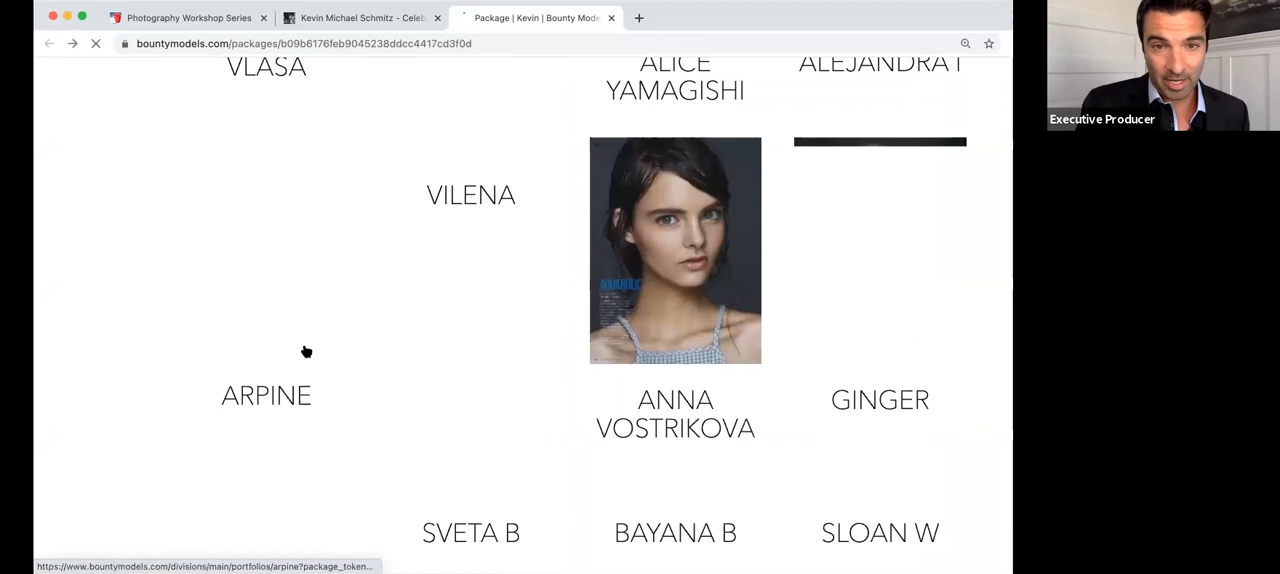 Photography Workshop Series
Kevin Michael Schmitz - Celeb
Package | Kevin | Bounty Mode
bountymodels.com/packages/b09b6176feb9045238ddcc4417cd3f0d
Executive Producer
VLASA
ALICE
YAMAGISHI
ALEJANDRA I
VILENA
AQUAHOLIC
ARPINE
ANNA
VOSTRIKOVA
GINGER
SVETA B
BAYANA B
SLOAN W
https://www.bountymodels.com/divisions/main/portfolios/arpine?package_token...